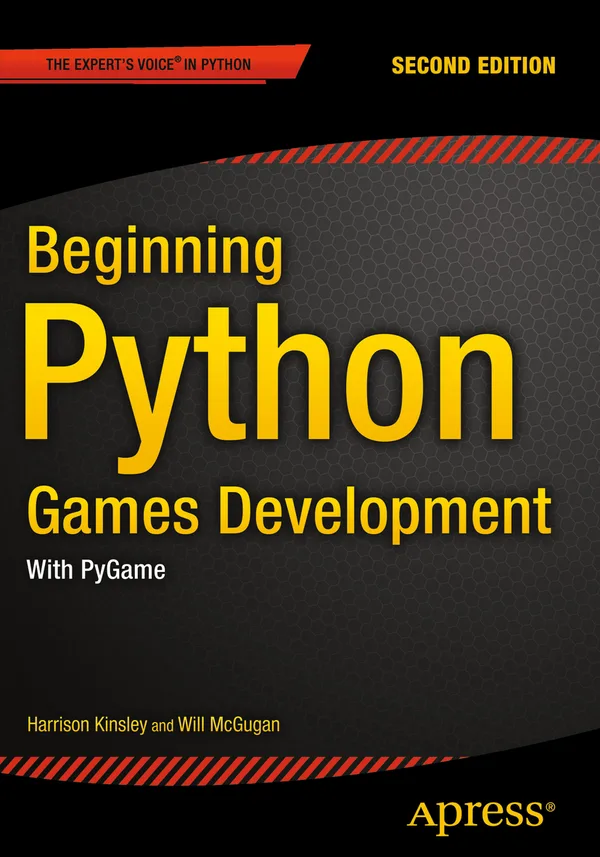 THE EXPERT'S VOICE® IN PYTHON
SECOND EDITION
Beginning
Python
Games Development
With PyGame
Harrison Kinsley and Will McGugan
Apress®